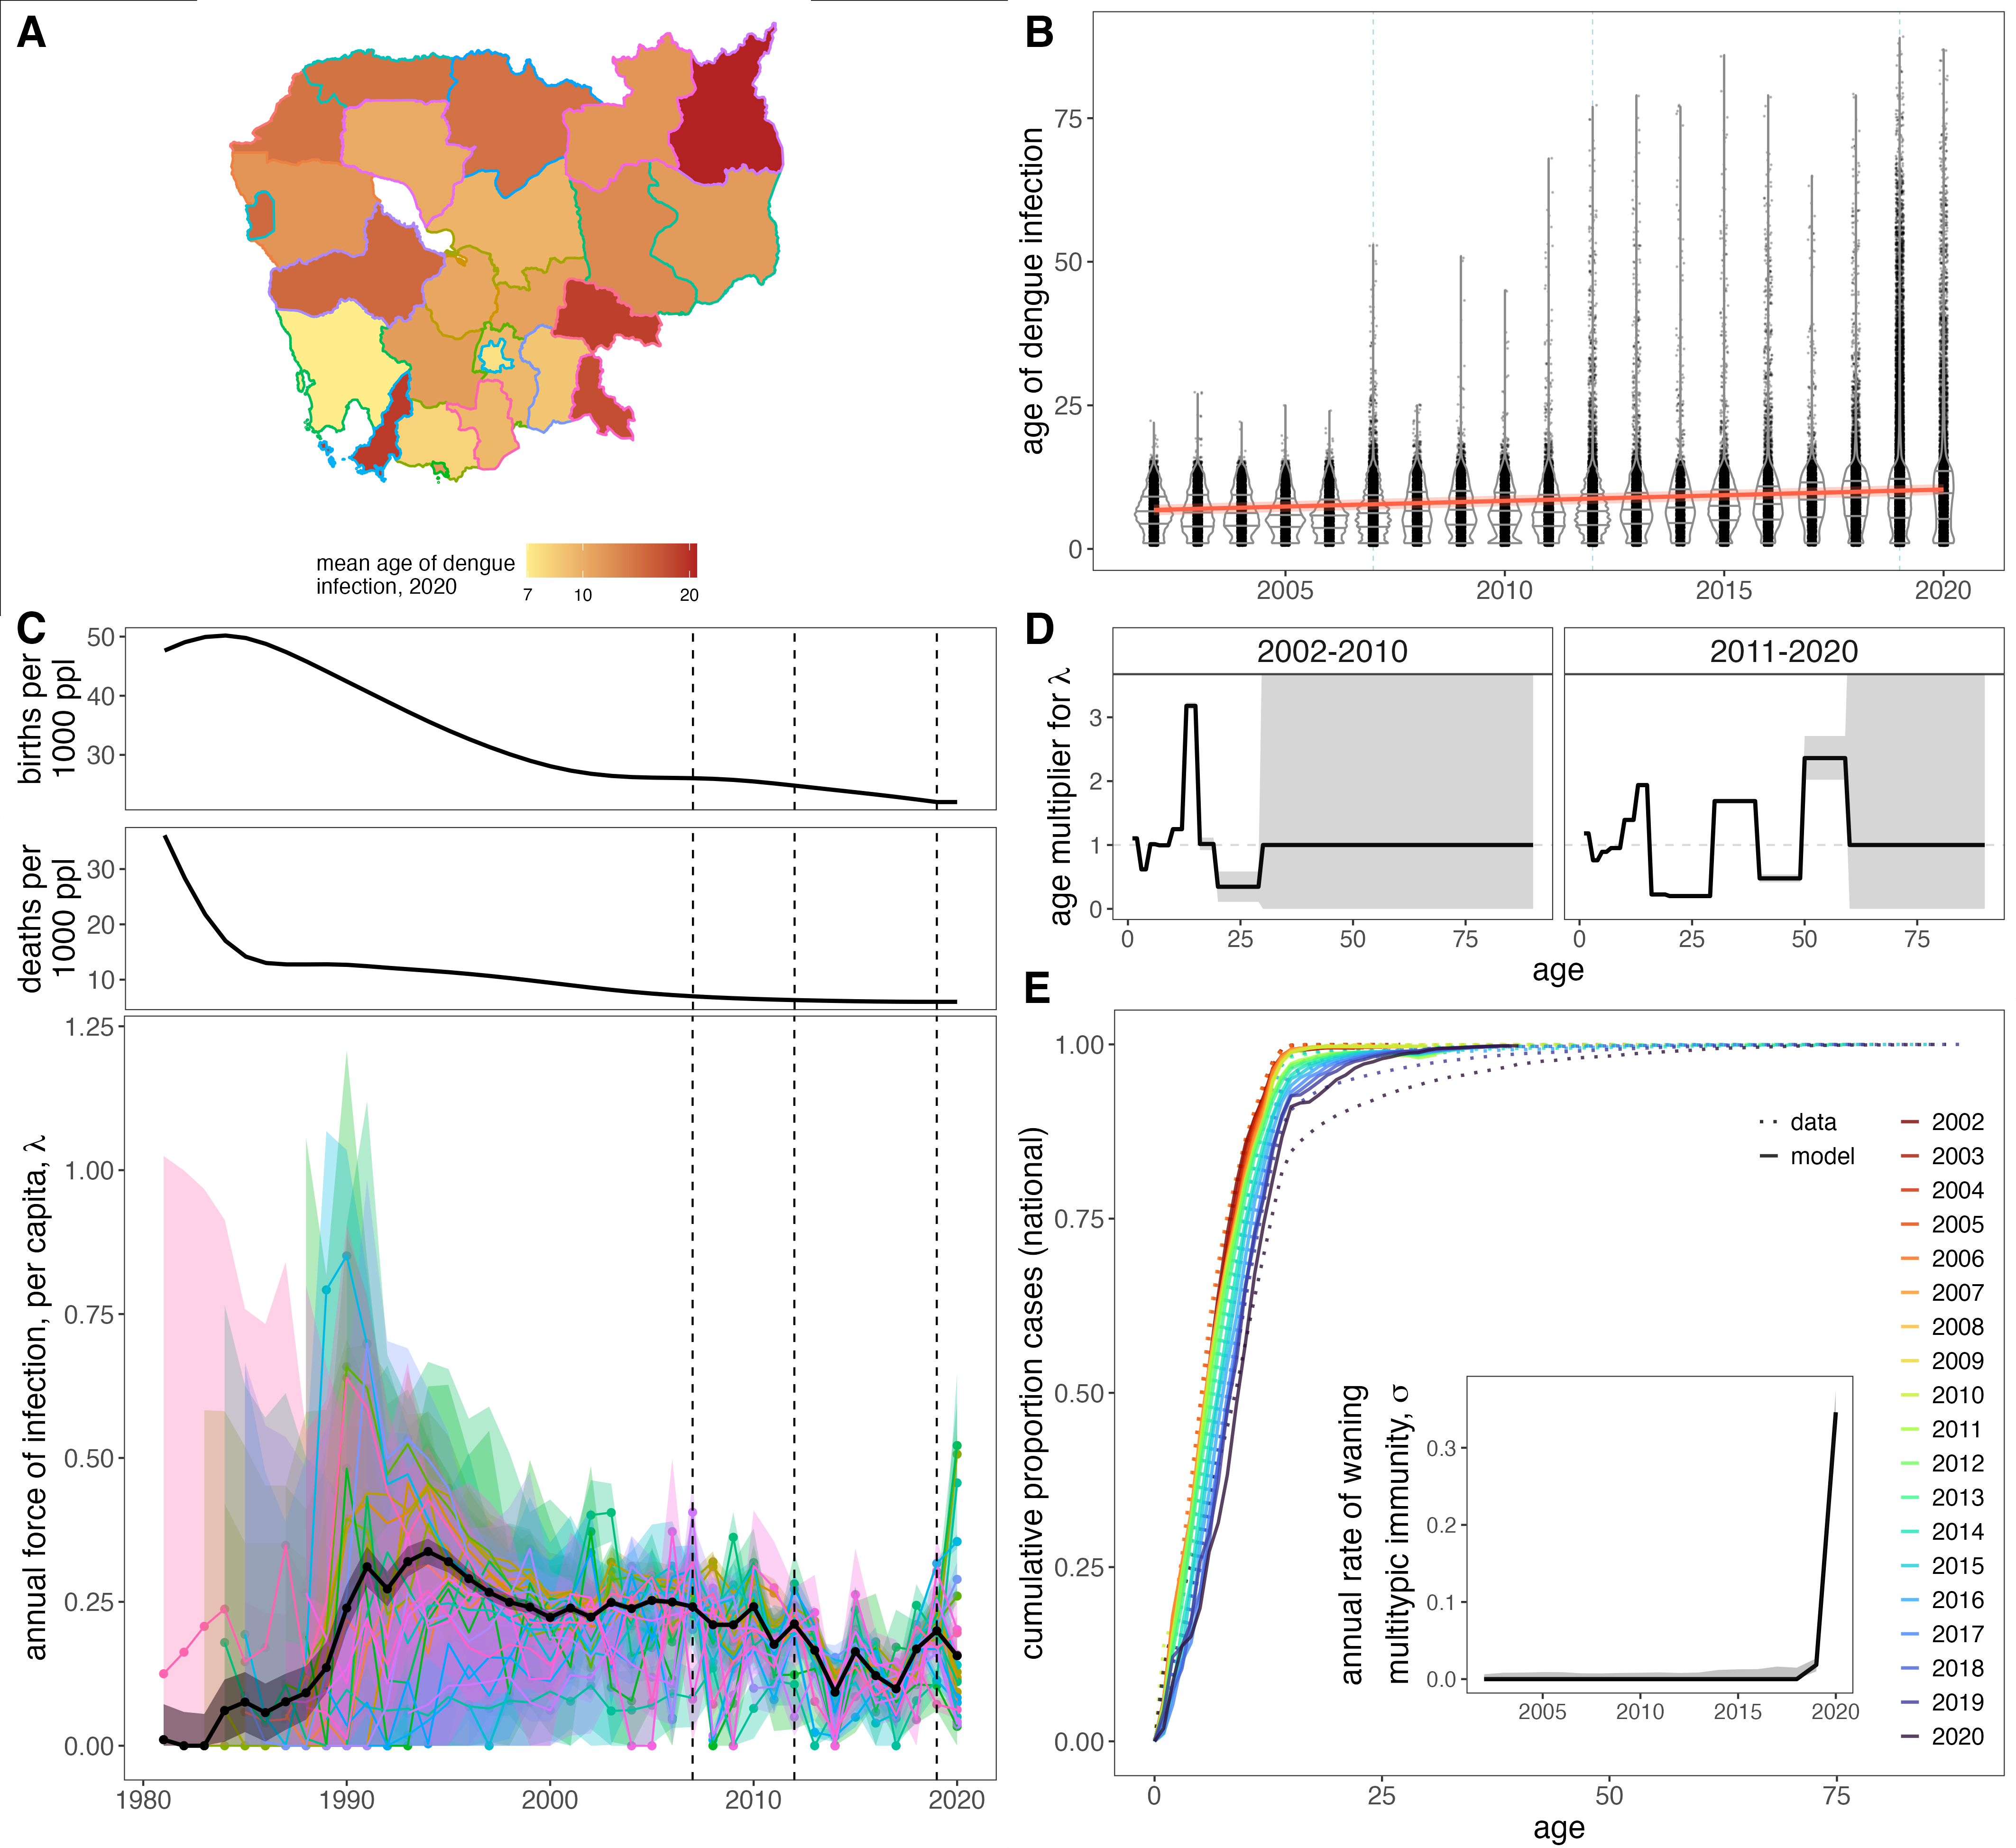 A
mean age of dengue
infection, 2020
7 10 20
B
age of dengue infection
75
50
25
0
2005 2010 2015 2020
C
births per
1000 ppl
50
40
30
deaths per
1000 ppl
30
20
10
annual force of infection, per capita, λ
1.25
1.00
0.75
0.50
0.25
0.00
1980 1990 2000 2010 2020
D
2002-2010 2011-2020
age multiplier for λ
3
2
1
0
0 25 50 75 0 25 50 75
age
E
cumulative proportion cases (national)
1.00
0.75
0.50
0.25
0.00
0 25 50 75
age
data
model
2002
2003
2004
2005
2006
2007
2008
2009
2010
2011
2012
2013
2014
2015
2016
2017
2018
2019
2020
annual rate of waning
multitypic immunity, σ
0.3
0.2
0.1
0.0
2005 2010 2015 2020